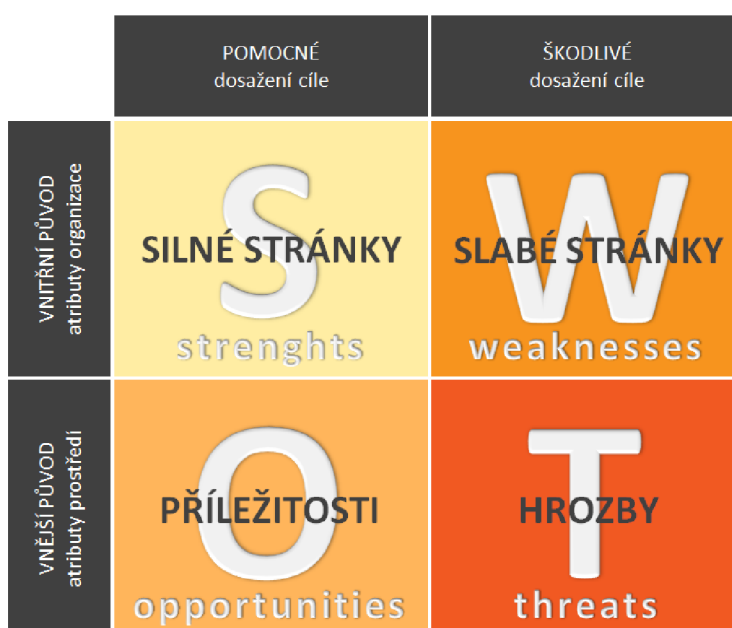 POMOCNÉ
dosažení cíle
ŠKODLIVÉ
dosažení cíle
VNITŘNÍ PŮVOD
atributy organizace
S
SILNÉ STRÁNKY
strenghts
W
SLABÉ STRÁNKY
weaknesses
VNĚJŠÍ PŮVOD
atributy prostředí
O
PŘÍLEŽITOSTI
opportunities
T
HROZBY
threats